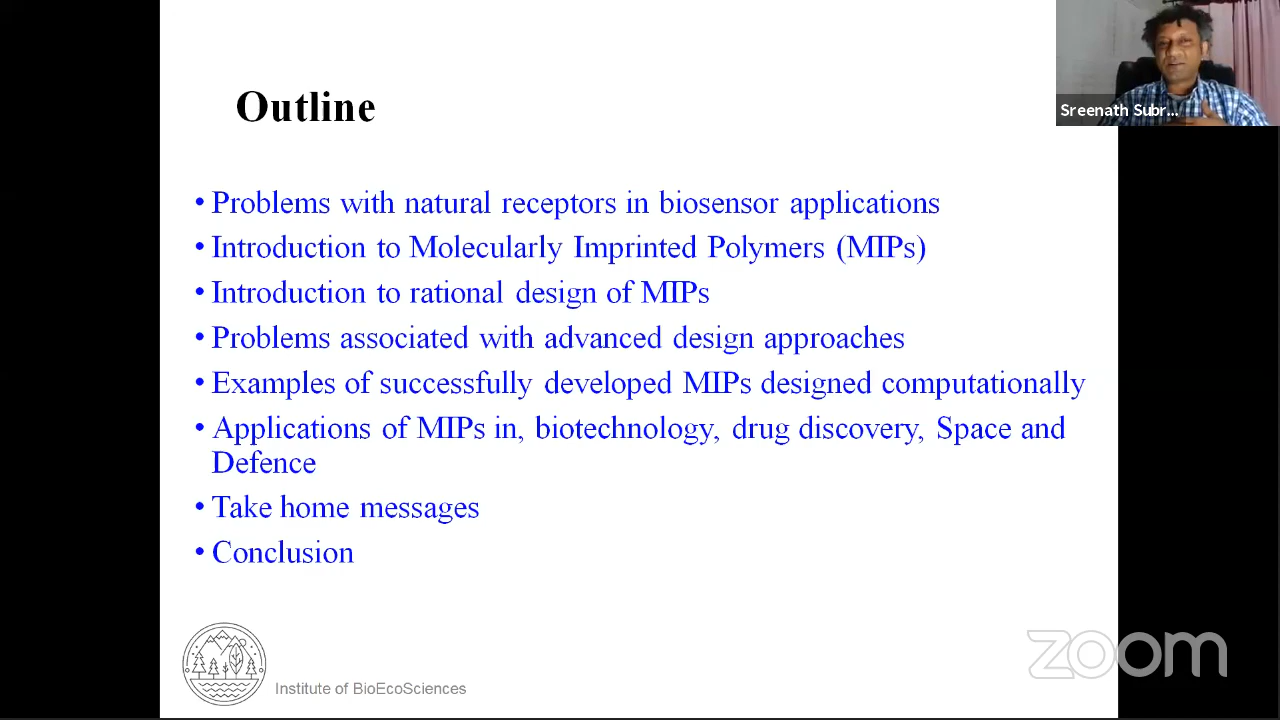 Outline
Sreenath Subr...
• Problems with natural receptors in biosensor applications
• Introduction to Molecularly Imprinted Polymers (MIPs)
• Introduction to rational design of MIPs
• Problems associated with advanced design approaches
• Examples of successfully developed MIPs designed computationally
• Applications of MIPs in, biotechnology, drug discovery, Space and
Defence
• Take home messages
• Conclusion
Institute of BioEcoSciences
zoom